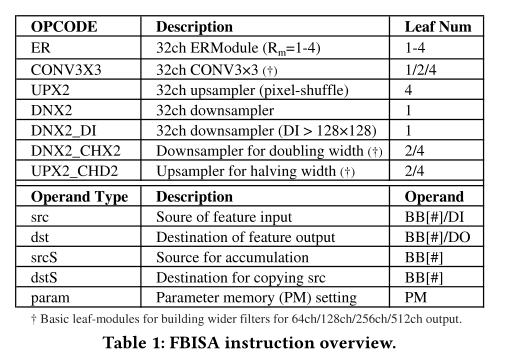 OPCODE Description Leaf Num
ER 32ch ERModule (Rm=1-4) 1-4
CONV3X3 32ch CONV3×3 (†) 1/2/4
UPX2 32ch upsampler (pixel-shuffle) 4
DNX2 32ch downsampler 1
DNX2_DI 32ch downsampler (DI > 128×128) 1
DNX2_CHX2 Downsampler for doubling width (†) 2/4
UPX2_CHD2 Upsampler for halving width (†) 2/4
Operand Type Description Operand
src Soure of feature input BB[#]/DI
dst Destination of feature output BB[#]/DO
srcS Source for accumulation BB[#]
dstS Destination for copying src BB[#]
param Parameter memory (PM) setting PM
† Basic leaf-modules for building wider filters for 64ch/128ch/256ch/512ch output.
Table 1: FBISA instruction overview.